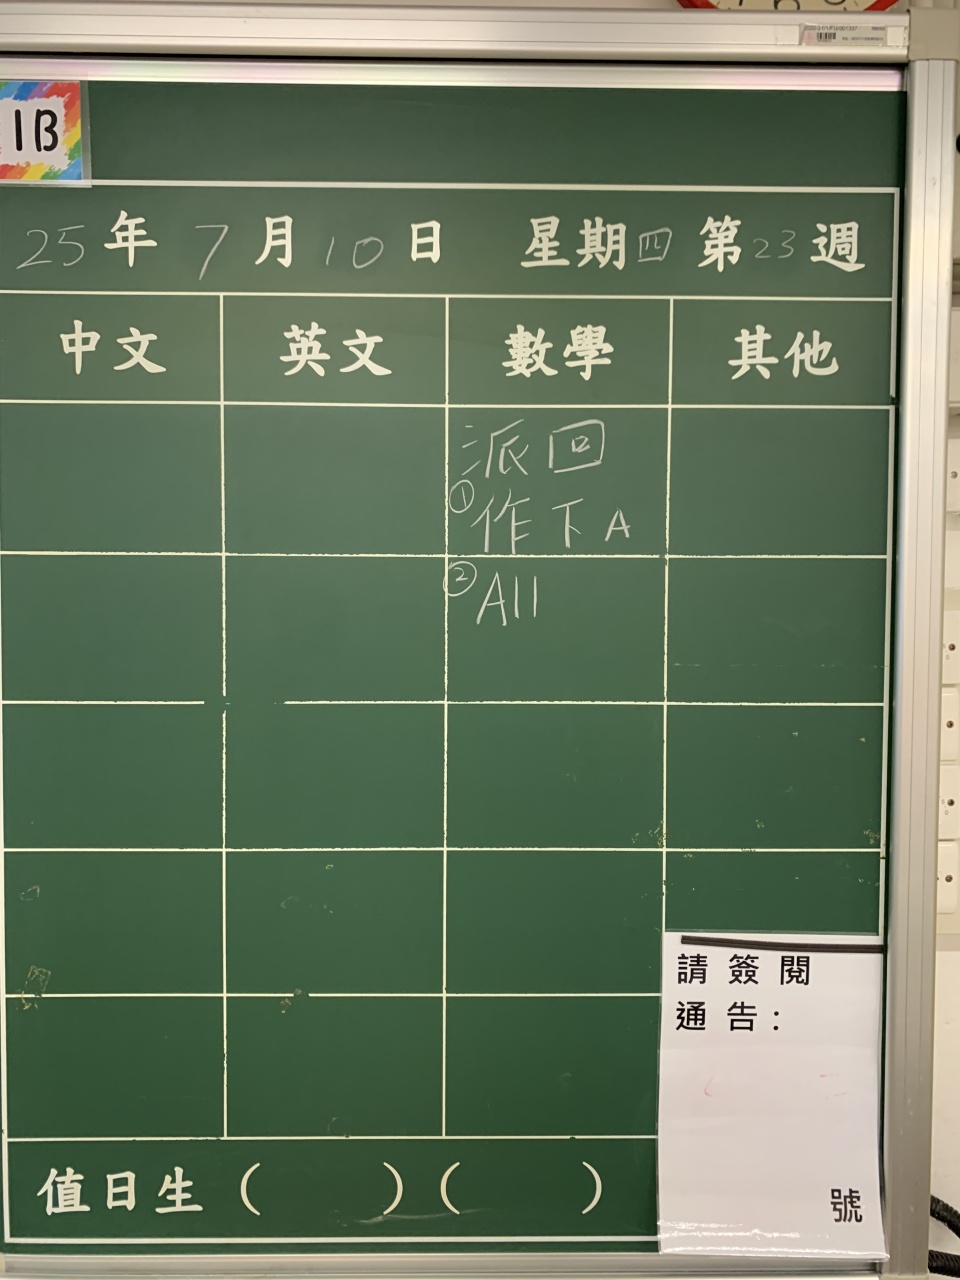 1B
25年 7月10日 星期四 第23週
中文 英文 數學 其他
派回
①作下A
②All
請簽閱
通告：
號
值日生（ ）（ ）